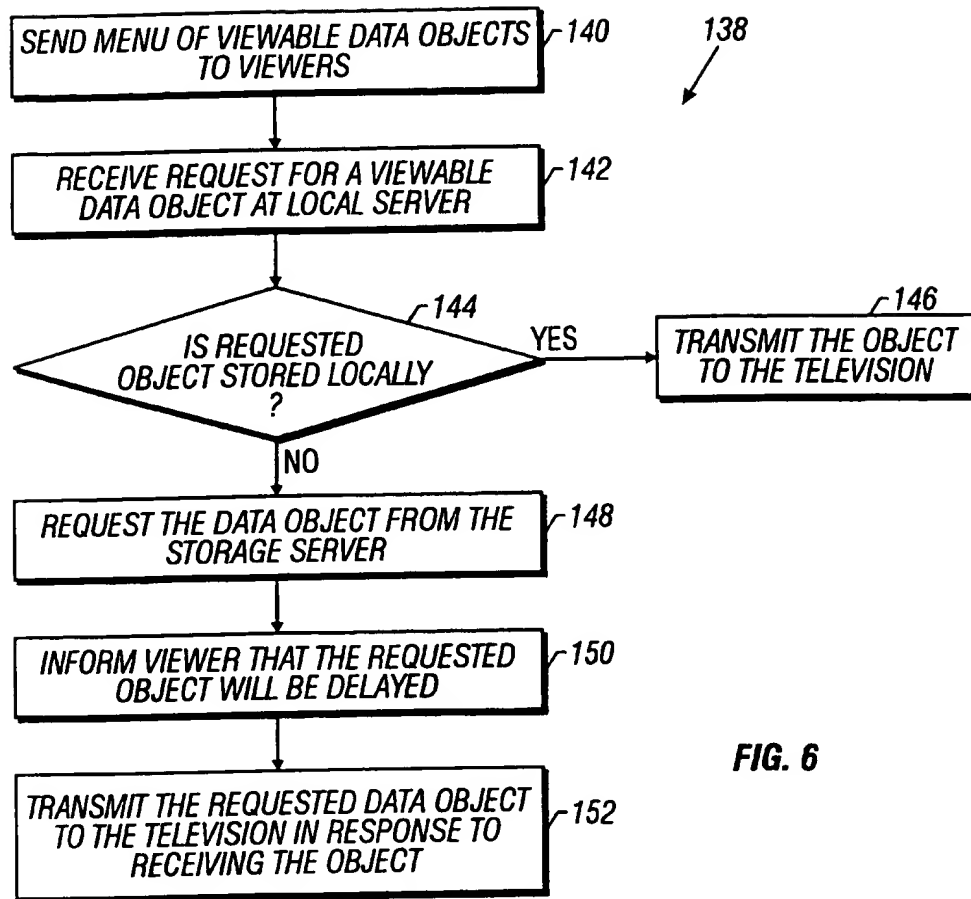 SEND MENU OF VIEWABLE DATA OBJECTS
TO VIEWERS
140
138
RECEIVE REQUEST FOR A VIEWABLE
DATA OBJECT AT LOCAL SERVER
142
144
IS REQUESTED
OBJECT STORED LOCALLY
?
YES
146
TRANSMIT THE OBJECT
TO THE TELEVISION
NO
REQUEST THE DATA OBJECT FROM THE
STORAGE SERVER
148
INFORM VIEWER THAT THE REQUESTED
OBJECT WILL BE DELAYED
150
TRANSMIT THE REQUESTED DATA OBJECT
TO THE TELEVISION IN RESPONSE TO
RECEIVING THE OBJECT
152
FIG. 6